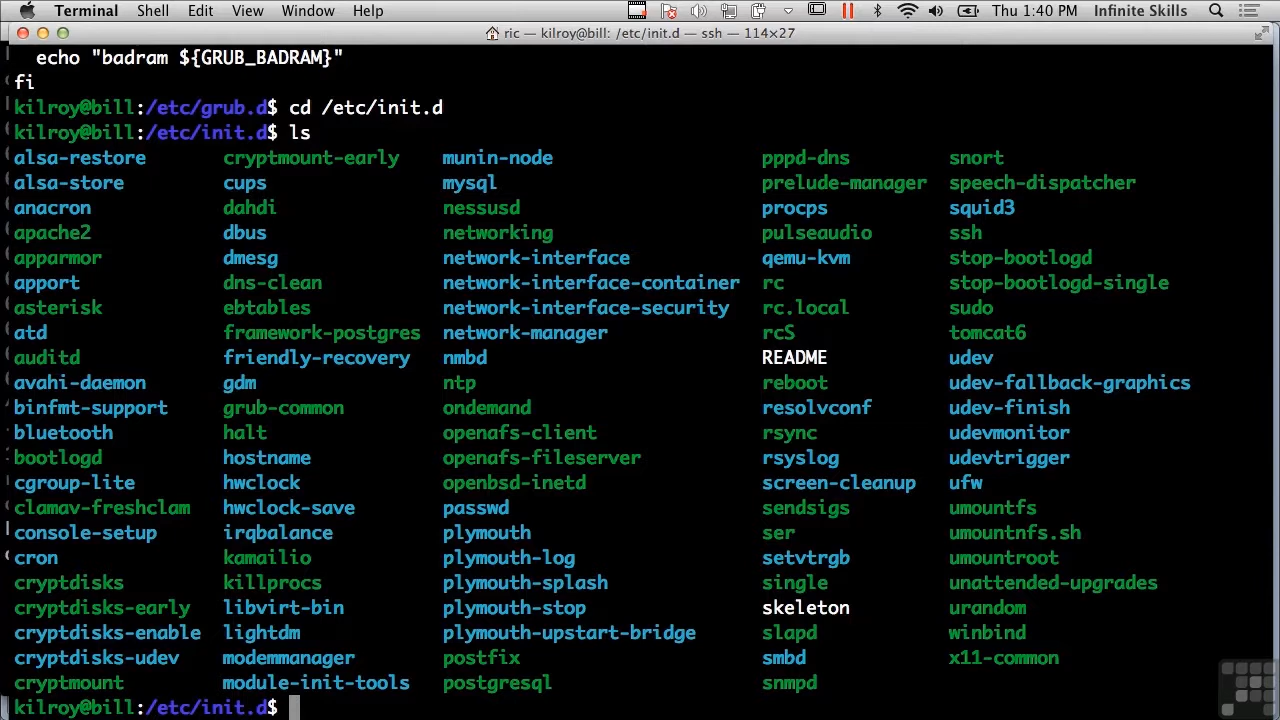 Terminal Shell Edit View Window Help Thu 1:40 PM Infinite Skills
ric — kilroy@bill: /etc/init.d — ssh — 114×27
echo "badram ${GRUB_BADRAM}"
fi
kilroy@bill:/etc/grub.d$ cd /etc/init.d
kilroy@bill:/etc/init.d$ ls
alsa-restore cryptmount-early munin-node pppd-dns snort
alsa-store cups mysql prelude-manager speech-dispatcher
anacron dahdi nessusd procps squid3
apache2 dbus networking pulseaudio ssh
apparmor dmesg network-interface qemu-kvm stop-bootlogd
apport dns-clean network-interface-container rc stop-bootlogd-single
asterisk ebtables network-interface-security rc.local sudo
atd framework-postgres network-manager rcS tomcat6
auditd friendly-recovery nmbd README udev
avahi-daemon gdm ntp reboot udev-fallback-graphics
binfmt-support grub-common ondemand resolvconf udev-finish
bluetooth halt openafs-client rsync udevmonitor
bootlogd hostname openafs-fileserver rsyslog udevtrigger
cgroup-lite hwclock openbsd-inetd screen-cleanup ufw
clamav-freshclam hwclock-save passwd sendsigs umountfs
console-setup irqbalance plymouth ser umountnfs.sh
cron kamailio plymouth-log setvtrgb umountroot
cryptdisks killprocs plymouth-splash single unattended-upgrades
cryptdisks-early libvirt-bin plymouth-stop skeleton urandom
cryptdisks-enable lightdm plymouth-upstart-bridge slapd winbind
cryptdisks-udev modemmanager postfix smbd x11-common
cryptmount module-init-tools postgresql snmpd
kilroy@bill:/etc/init.d$